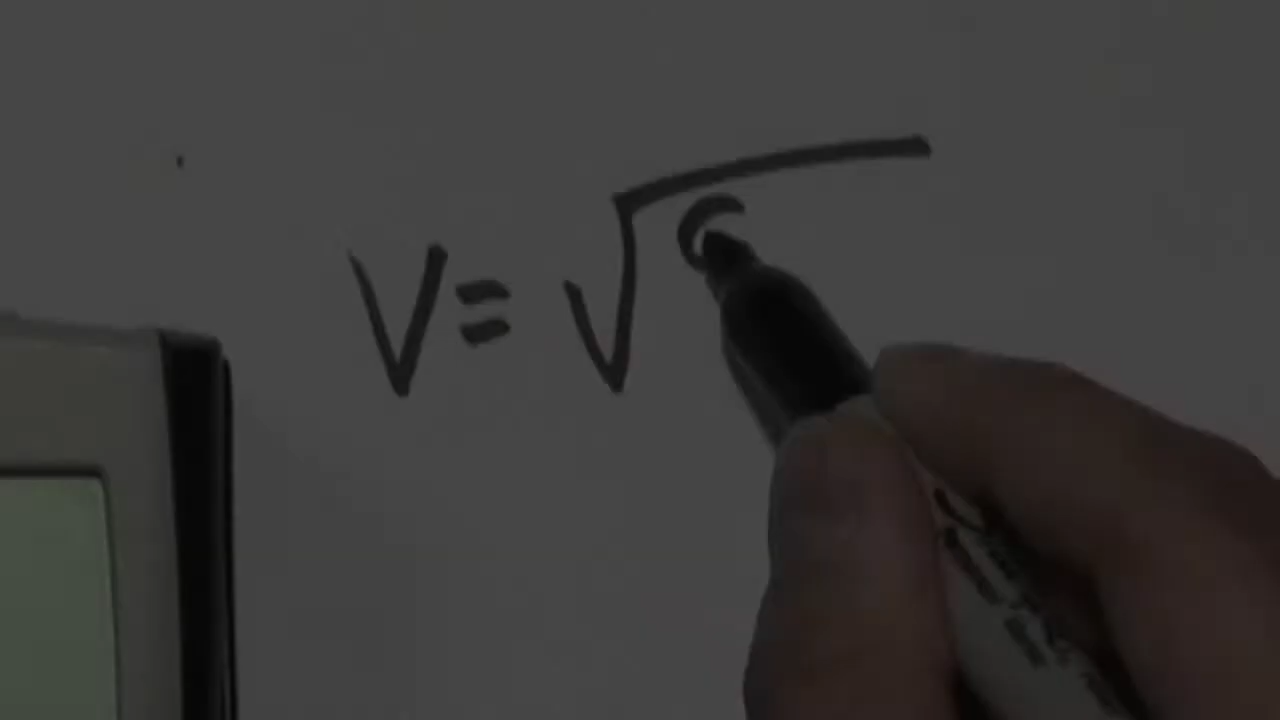 V = √